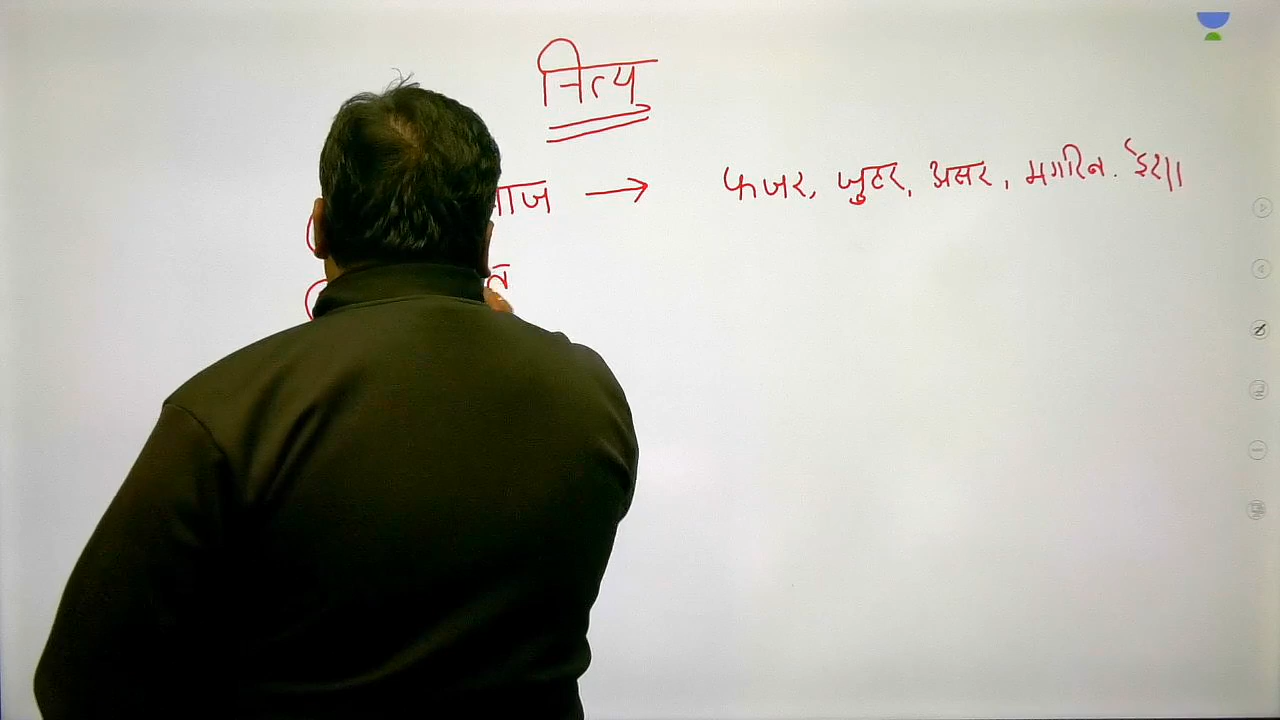 नित्य
माज → फजर, जुहर, असर, मगरिब. ईशा